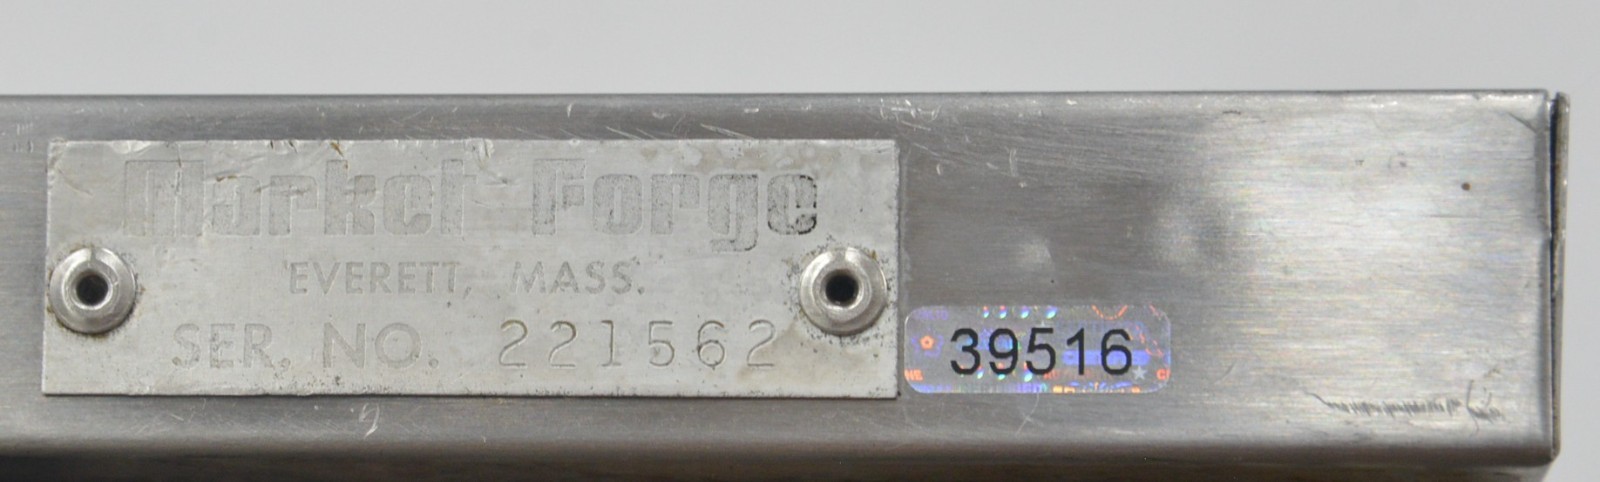 Market Forge
EVERETT, MASS.
SER. NO. 221562
39516